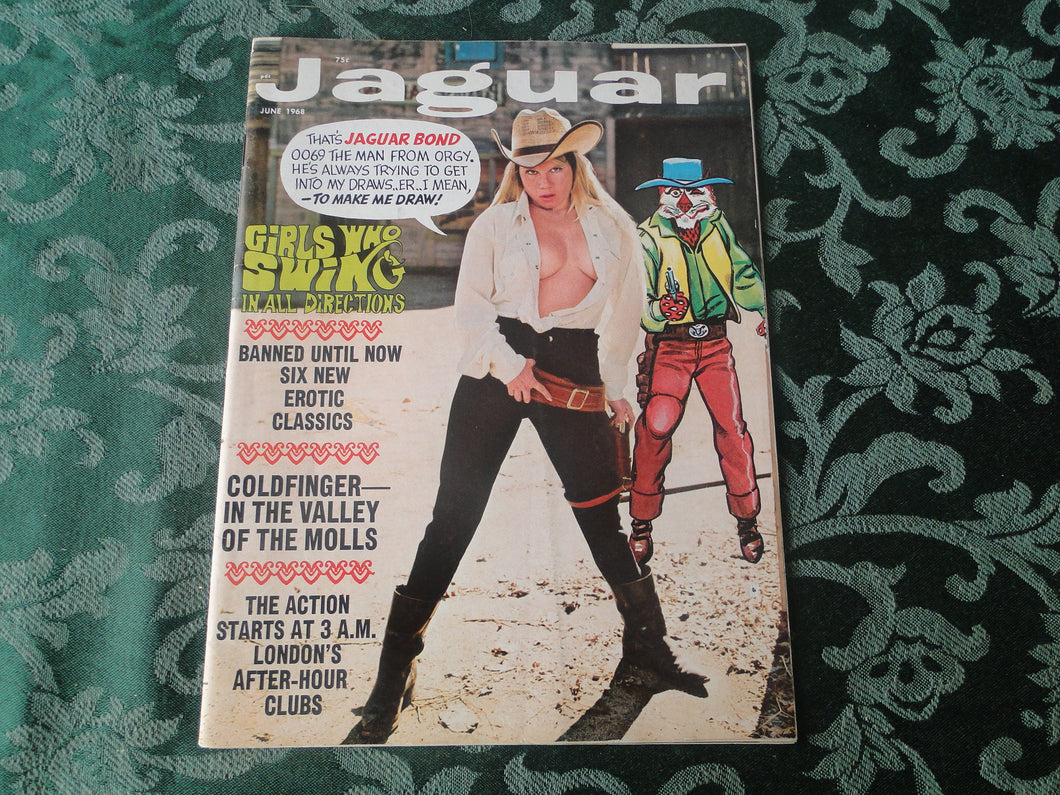 75¢
pdc
Jaguar
JUNE 1968
THAT'S JAGUAR BOND
0069 THE MAN FROM ORGY.
HE'S ALWAYS TRYING TO GET
INTO MY DRAWS..ER..I MEAN,
–TO MAKE ME DRAW!
GIRLS WHO
SWING
IN ALL DIRECTIONS
BANNED UNTIL NOW
SIX NEW
EROTIC
CLASSICS
COLDFINGER—
IN THE VALLEY
OF THE MOLLS
THE ACTION
STARTS AT 3 A.M.
LONDON'S
AFTER-HOUR
CLUBS